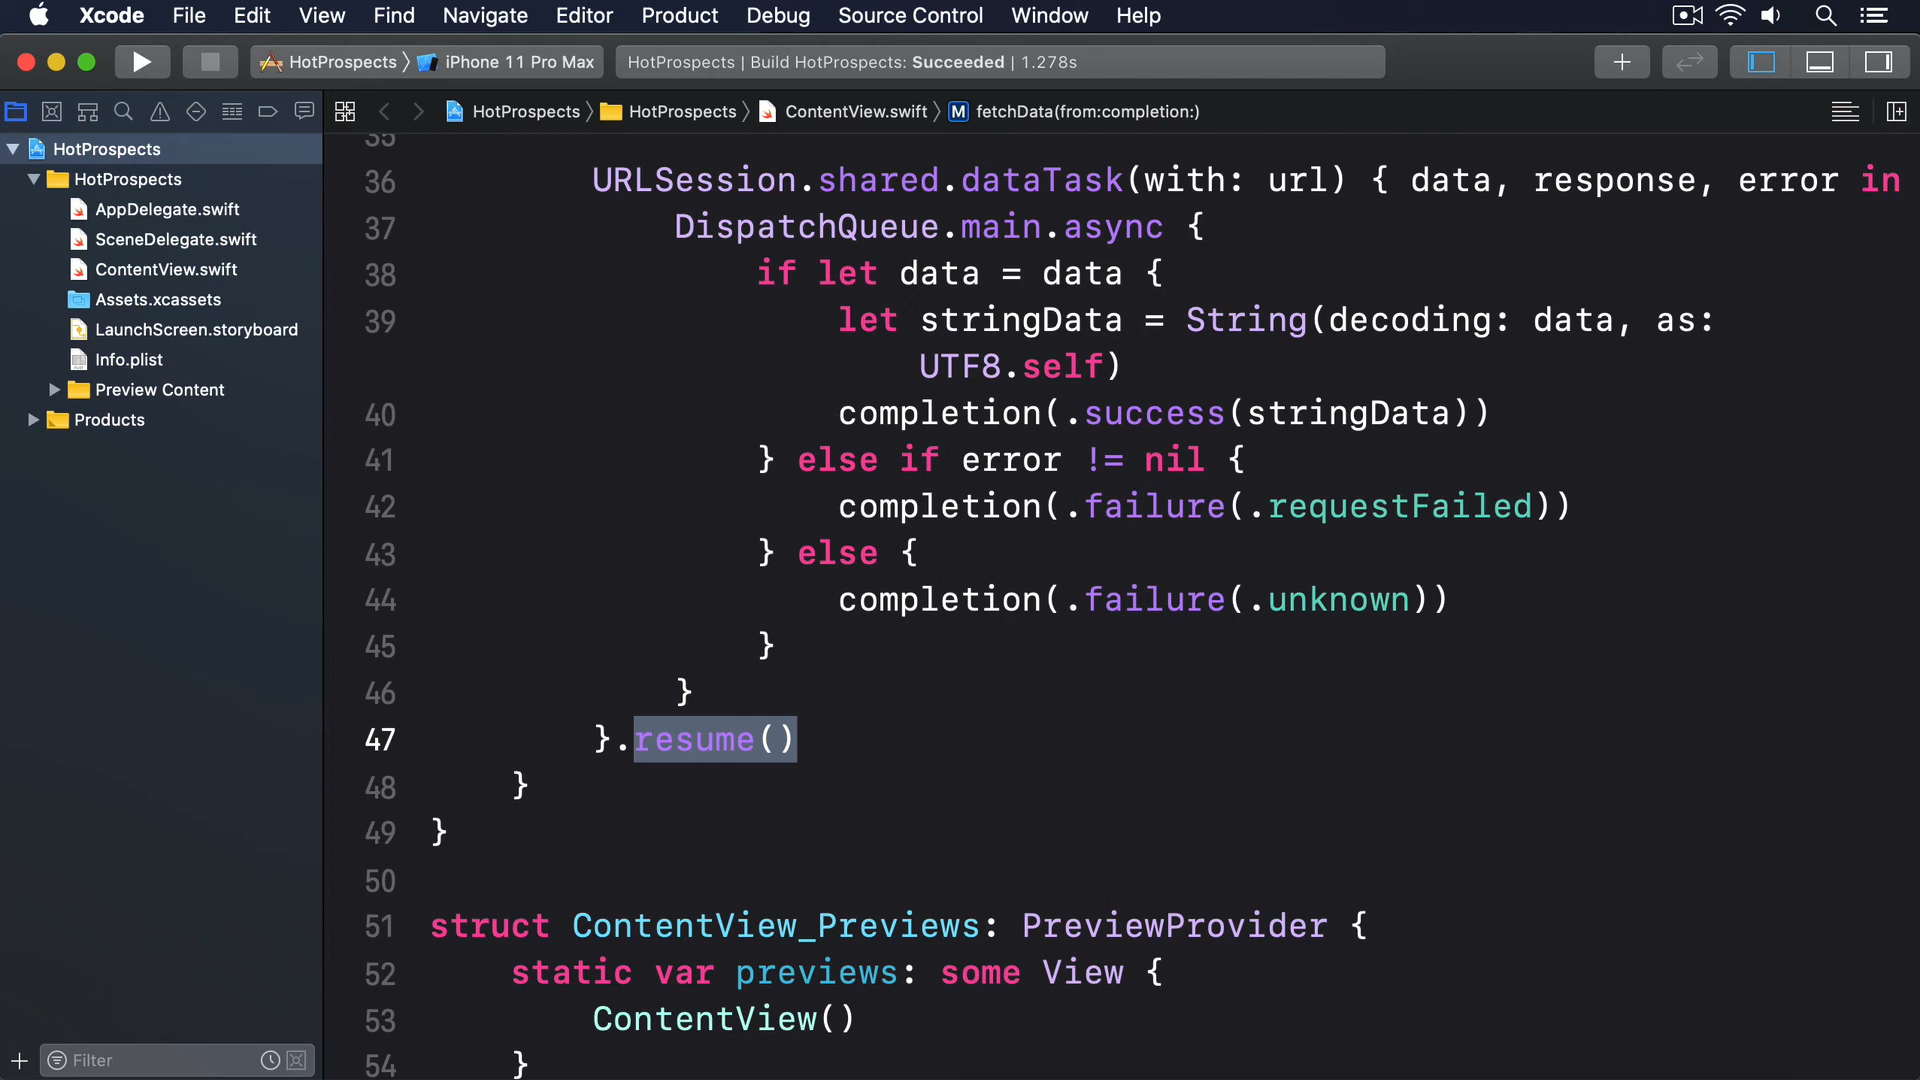 Xcode File Edit View Find Navigate Editor Product Debug Source Control Window Help
HotProspects 〉 iPhone 11 Pro Max
HotProspects | Build HotProspects: Succeeded | 1.278s
HotProspects 〉 HotProspects 〉 ContentView.swift 〉 M fetchData(from:completion:)
HotProspects
HotProspects
AppDelegate.swift
SceneDelegate.swift
ContentView.swift
Assets.xcassets
LaunchScreen.storyboard
Info.plist
Preview Content
Products
Filter
35
36 URLSession.shared.dataTask(with: url) { data, response, error in
37 DispatchQueue.main.async {
38 if let data = data {
39 let stringData = String(decoding: data, as:
UTF8.self)
40 completion(.success(stringData))
41 } else if error != nil {
42 completion(.failure(.requestFailed))
43 } else {
44 completion(.failure(.unknown))
45 }
46 }
47 }.resume()
48 }
49 }
50
51 struct ContentView_Previews: PreviewProvider {
52 static var previews: some View {
53 ContentView()
54 }